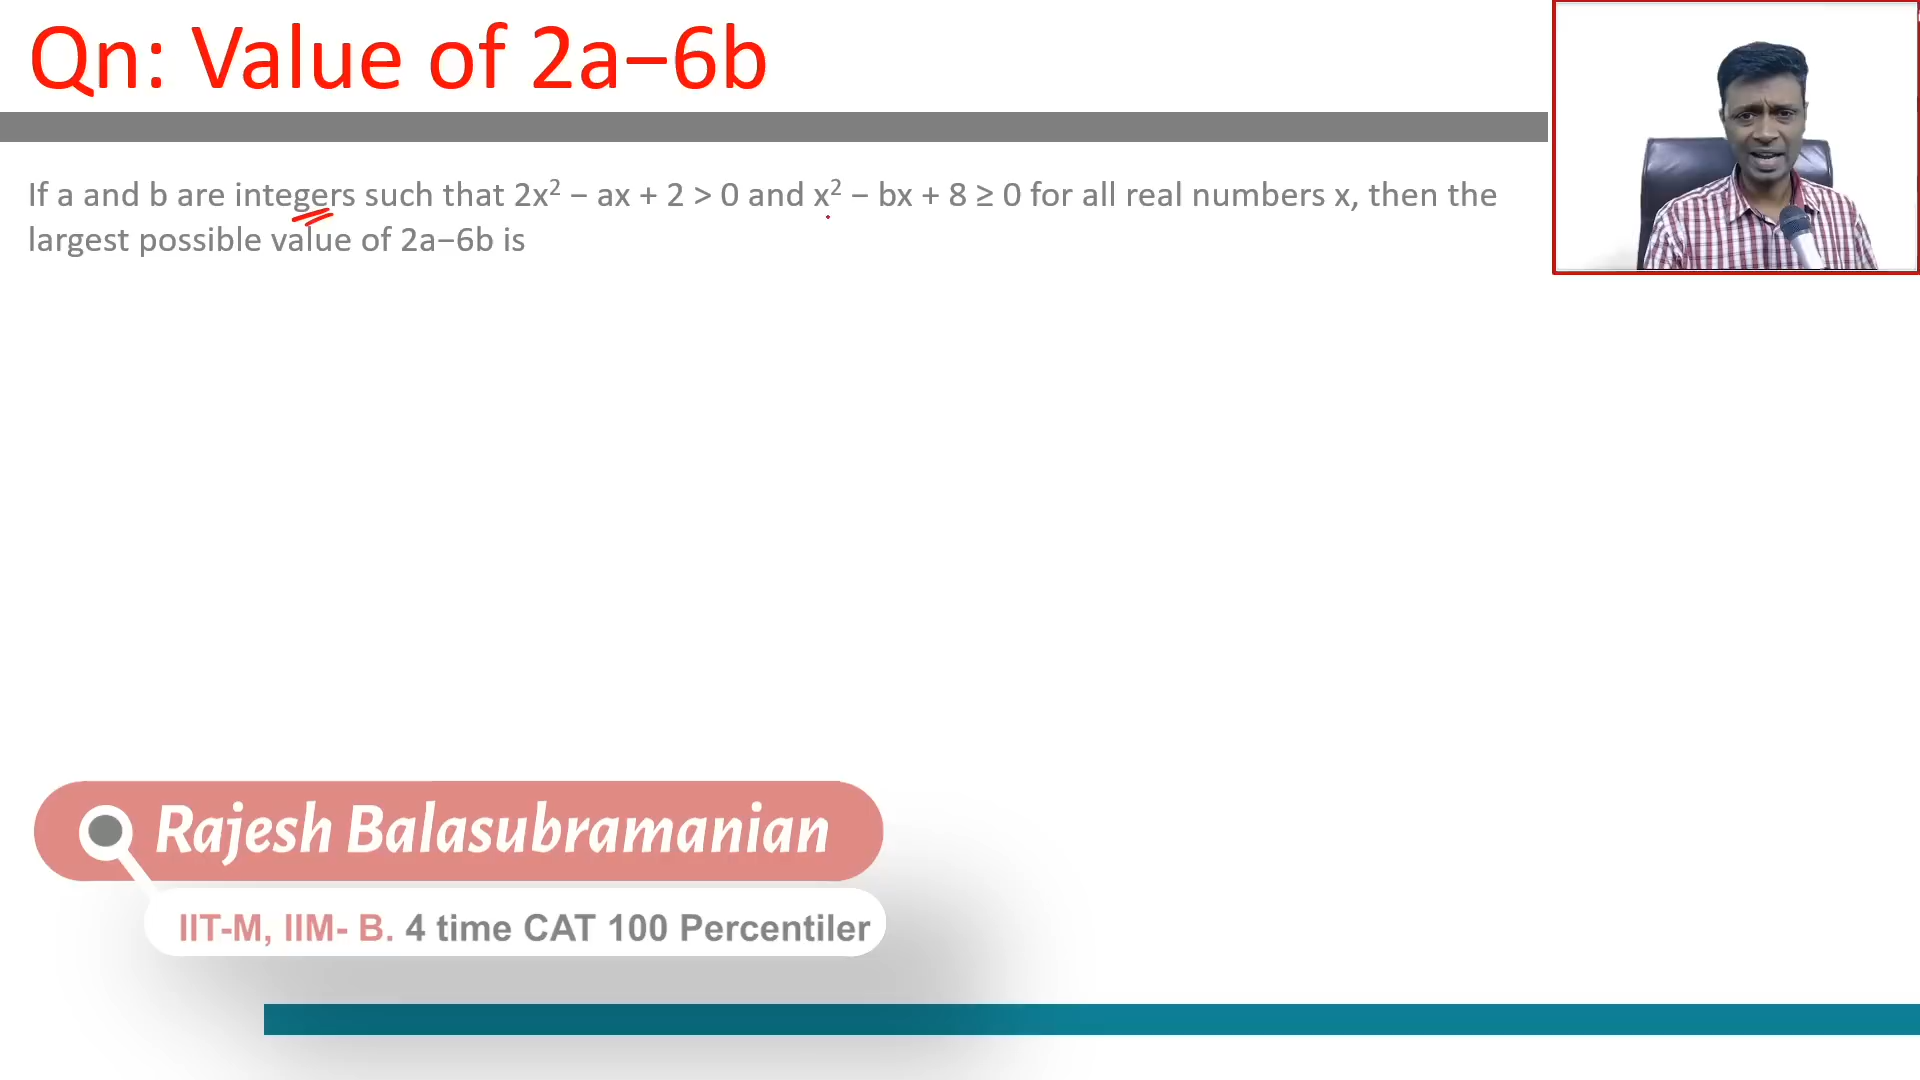 Qn: Value of 2a−6b
If a and b are integers such that 2x² − ax + 2 > 0 and x² − bx + 8 ≥ 0 for all real numbers x, then the
largest possible value of 2a−6b is
Rajesh Balasubramanian
IIT-M, IIM- B. 4 time CAT 100 Percentiler